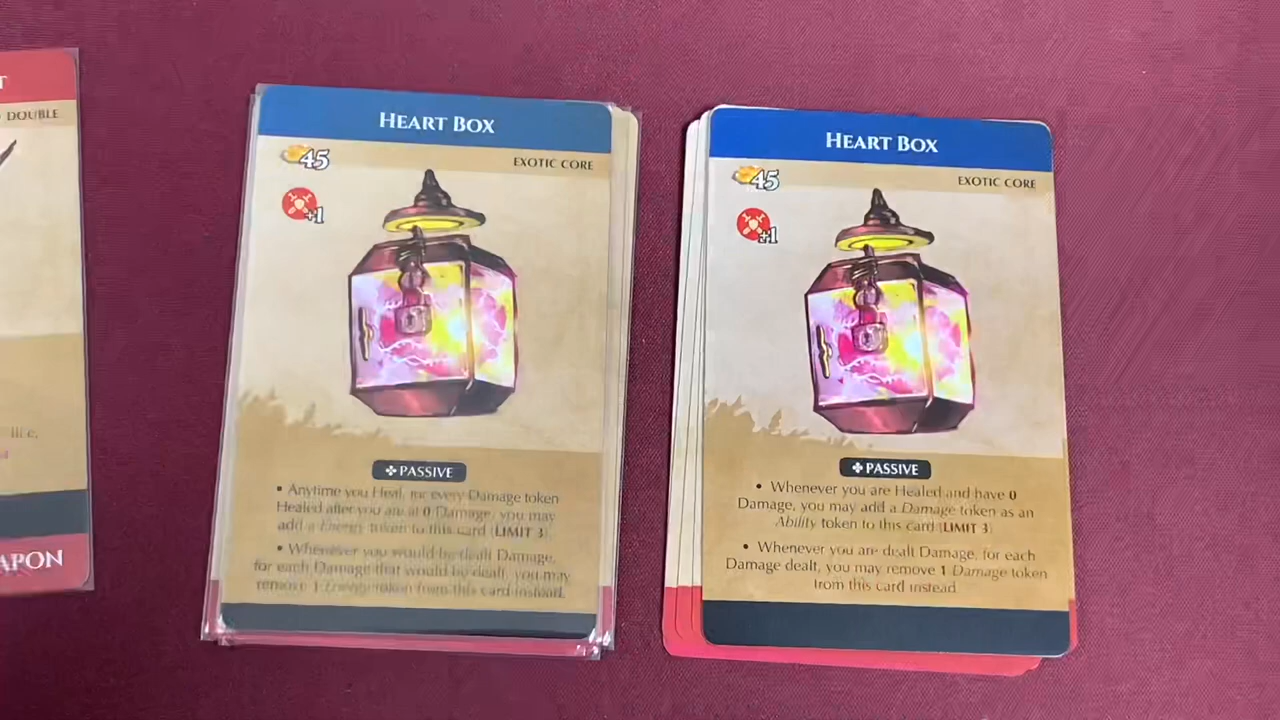 T
DOUBLE
life,
APON
HEART BOX
45
EXOTIC CORE
+1
PASSIVE
• Anytime you Heal, for every Damage token
Healed after you are at 0 Damage, you may
add a Energy token to this card (LIMIT 3)
• Whenever you would be dealt Damage,
for each Damage that would be dealt, you may
remove 1 Energy token from this card instead.
HEART BOX
45
EXOTIC CORE
+1
PASSIVE
• Whenever you are Healed and have 0
Damage, you may add a Damage token as an
Ability token to this card (LIMIT 3)
• Whenever you are dealt Damage, for each
Damage dealt, you may remove 1 Damage token
from this card instead